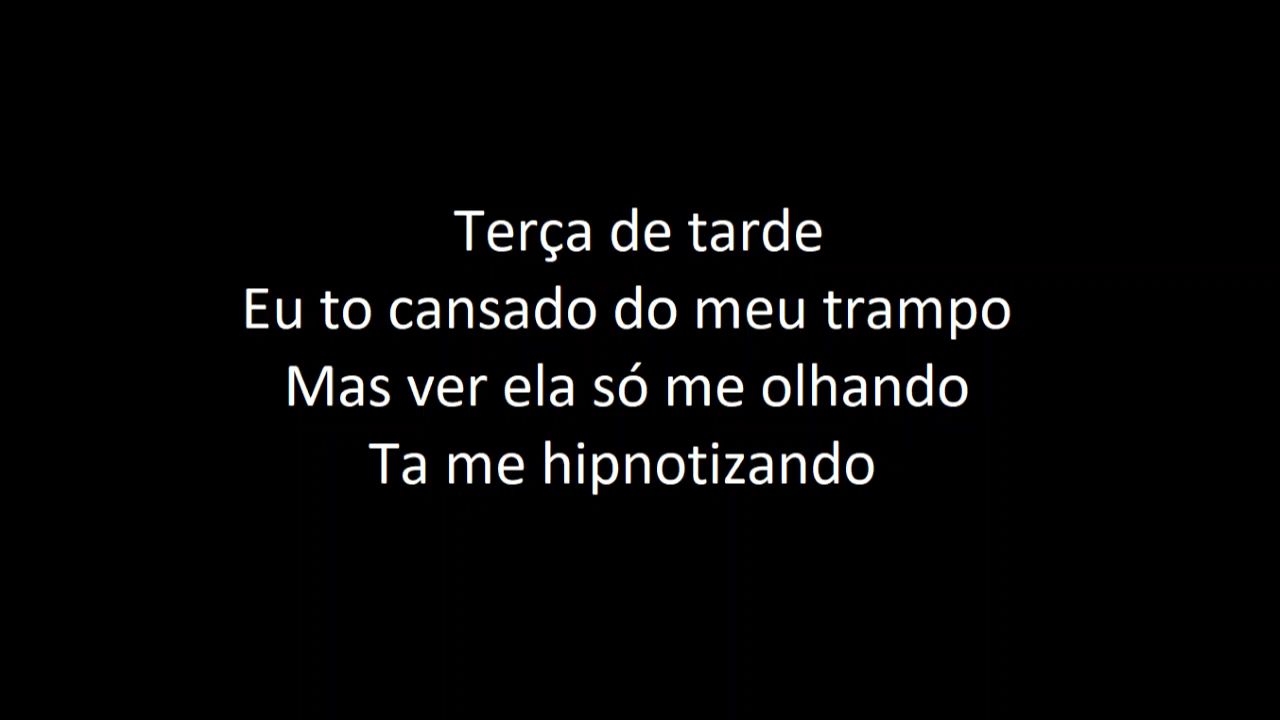 Terça de tarde
Eu to cansado do meu trampo
Mas ver ela só me olhando
Ta me hipnotizando